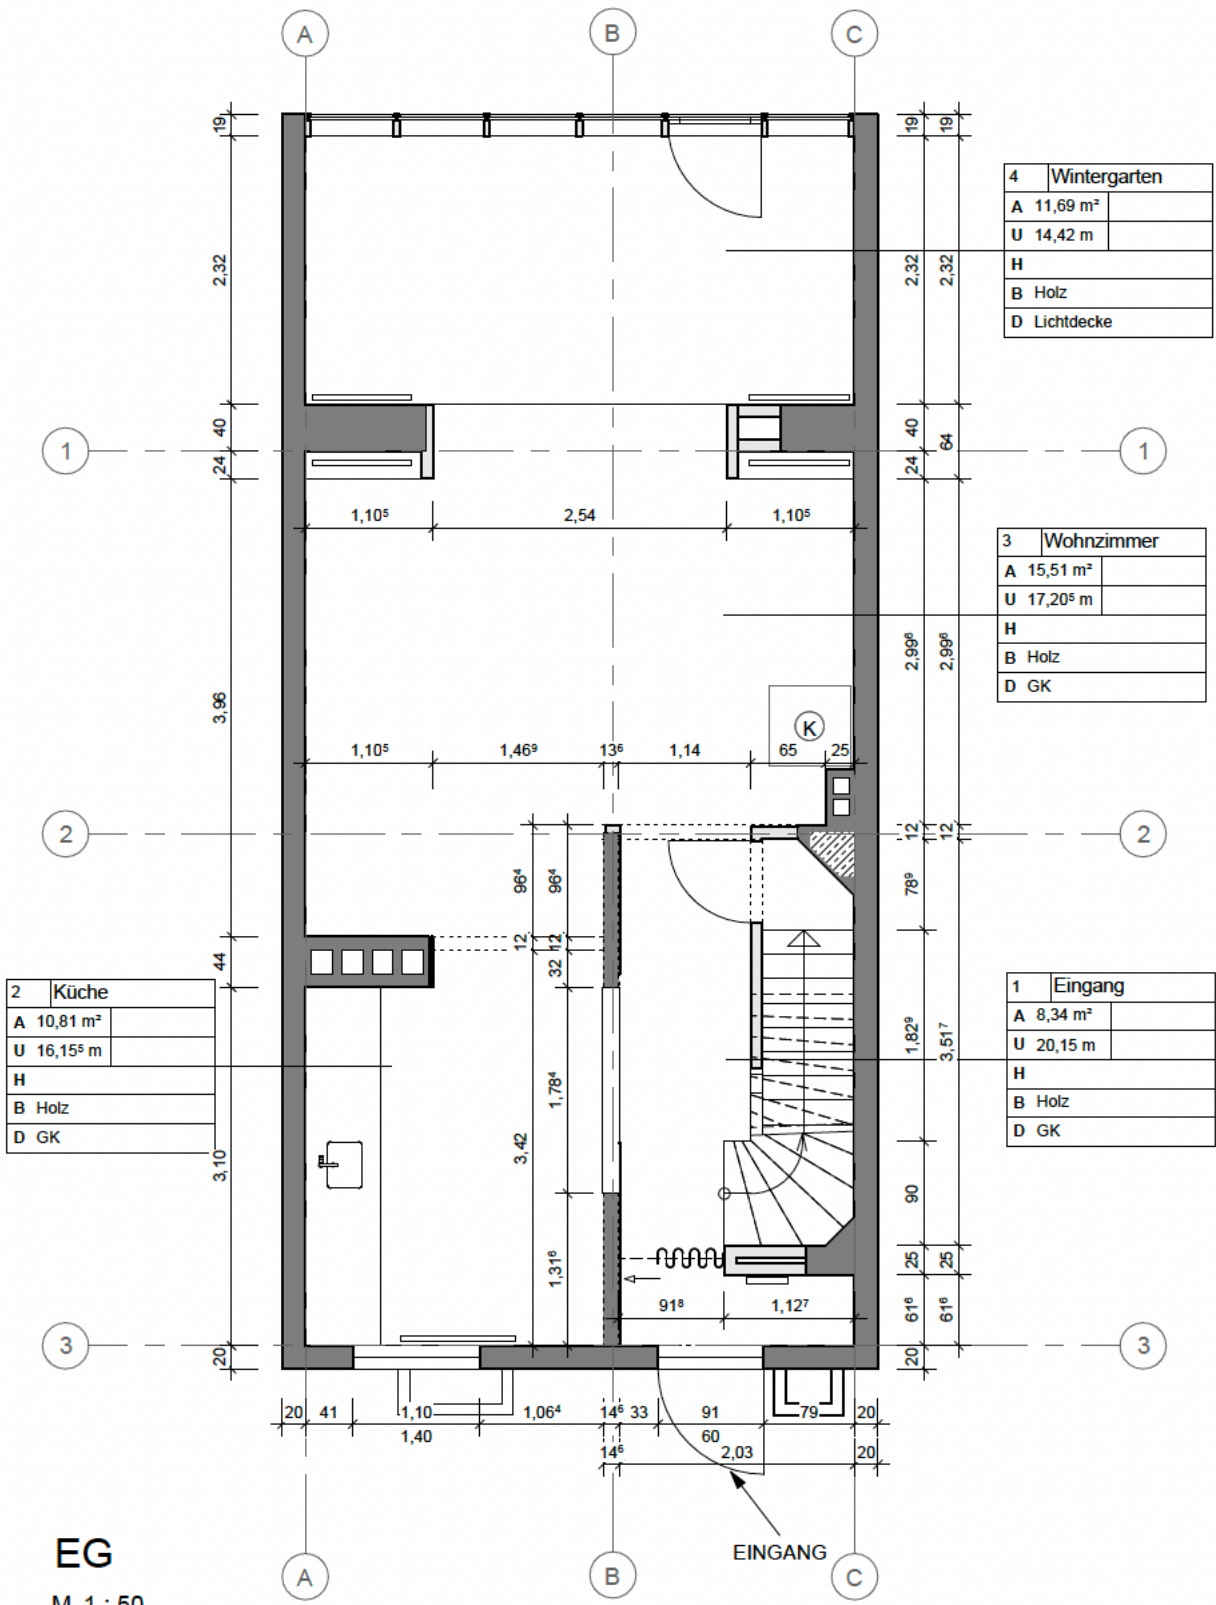 A
B
C
19
19
19
4 Wintergarten
A 11,69 m²
U 14,42 m
H
B Holz
D Lichtdecke
2,32
2,32
2,32
40
40
64
1
1
24
24
1,10⁵
2,54
1,10⁵
3 Wohnzimmer
A 15,51 m²
U 17,20⁵ m
H
B Holz
D GK
2,99⁶
2,99⁶
3,96
K
1,10⁵
1,46⁹
13⁶
1,14
65
25
2
12
12
2
96⁴
96⁴
78⁹
44
12
12
32
2 Küche
A 10,81 m²
U 16,15⁵ m
H
B Holz
D GK
1 Eingang
A 8,34 m²
U 20,15 m
H
B Holz
D GK
1,82⁹
3,51⁷
1,78⁴
3,42
3,10
90
1,31⁶
25
25
91⁸
1,12⁷
61⁶
61⁶
3
3
20
20
20
41
1,10
1,06⁴
14⁶
33
91
79
20
1,40
60
14⁶
2,03
20
EINGANG
EG
A
B
C
M 1 : 50